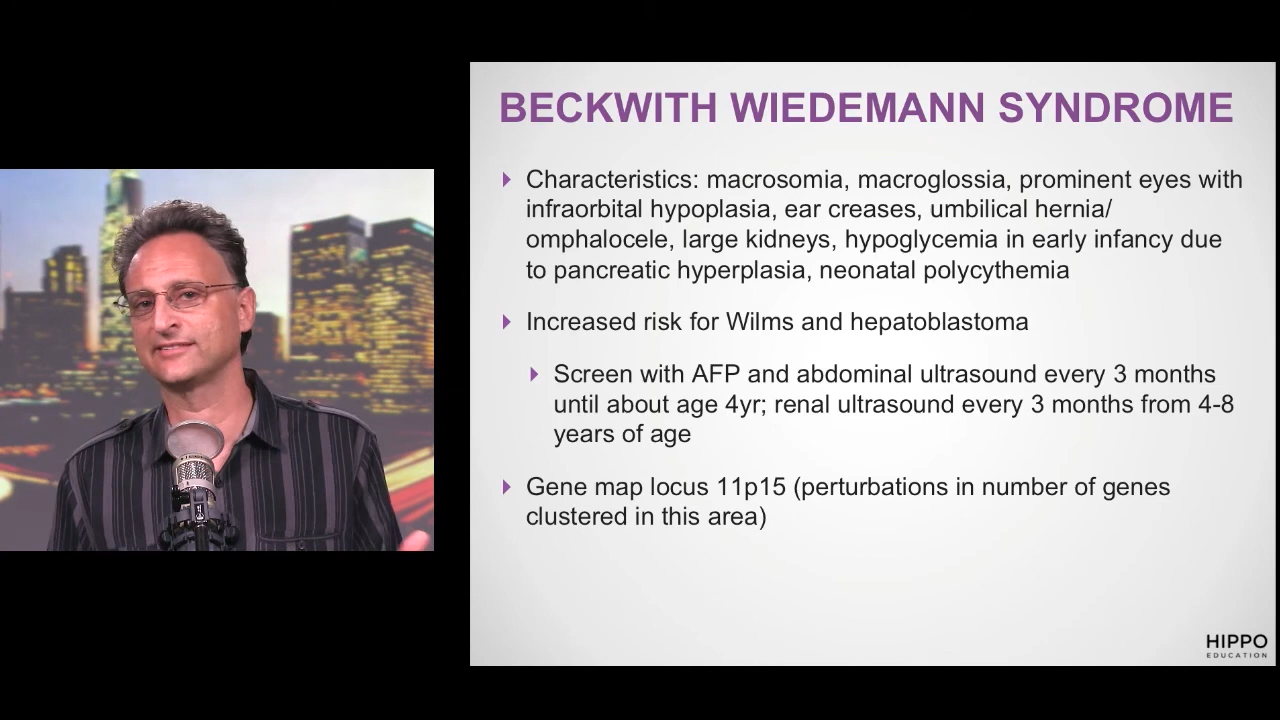 BECKWITH WIEDEMANN SYNDROME
Characteristics: macrosomia, macroglossia, prominent eyes with
infraorbital hypoplasia, ear creases, umbilical hernia/
omphalocele, large kidneys, hypoglycemia in early infancy due
to pancreatic hyperplasia, neonatal polycythemia
Increased risk for Wilms and hepatoblastoma
Screen with AFP and abdominal ultrasound every 3 months
until about age 4yr; renal ultrasound every 3 months from 4-8
years of age
Gene map locus 11p15 (perturbations in number of genes
clustered in this area)
HIPPO
EDUCATION